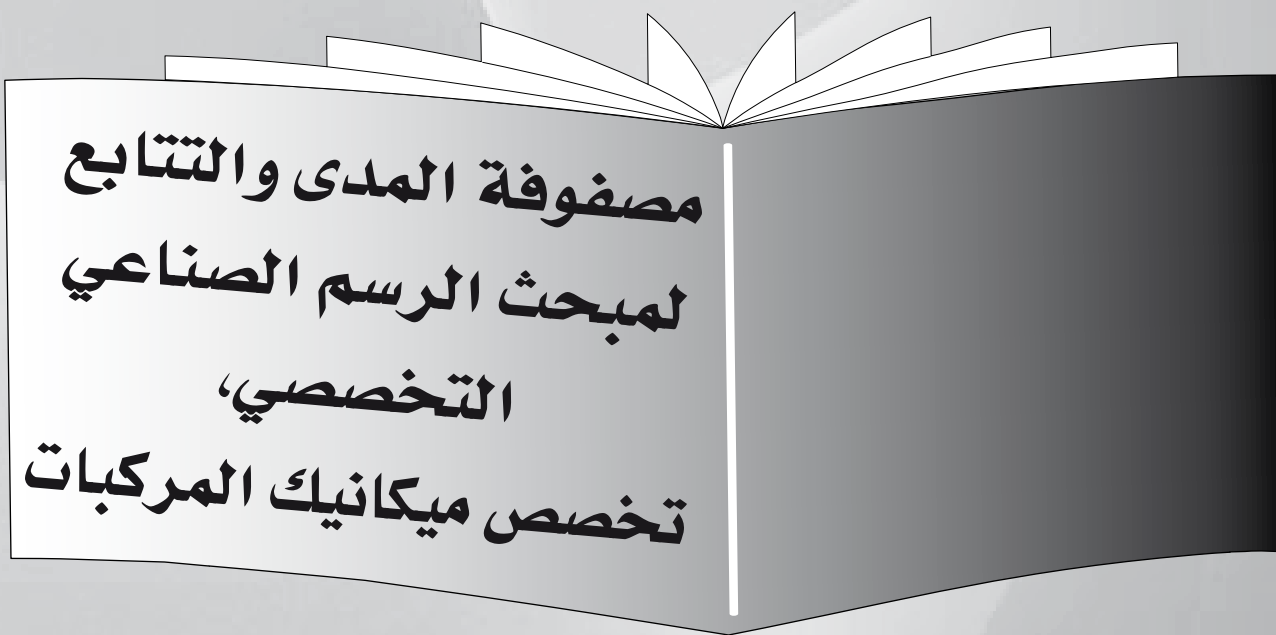 مصفوفة المدى والتتابع
لمبحث الرسم الصناعي
التخصصي،
تخصص ميكانيك المركبات